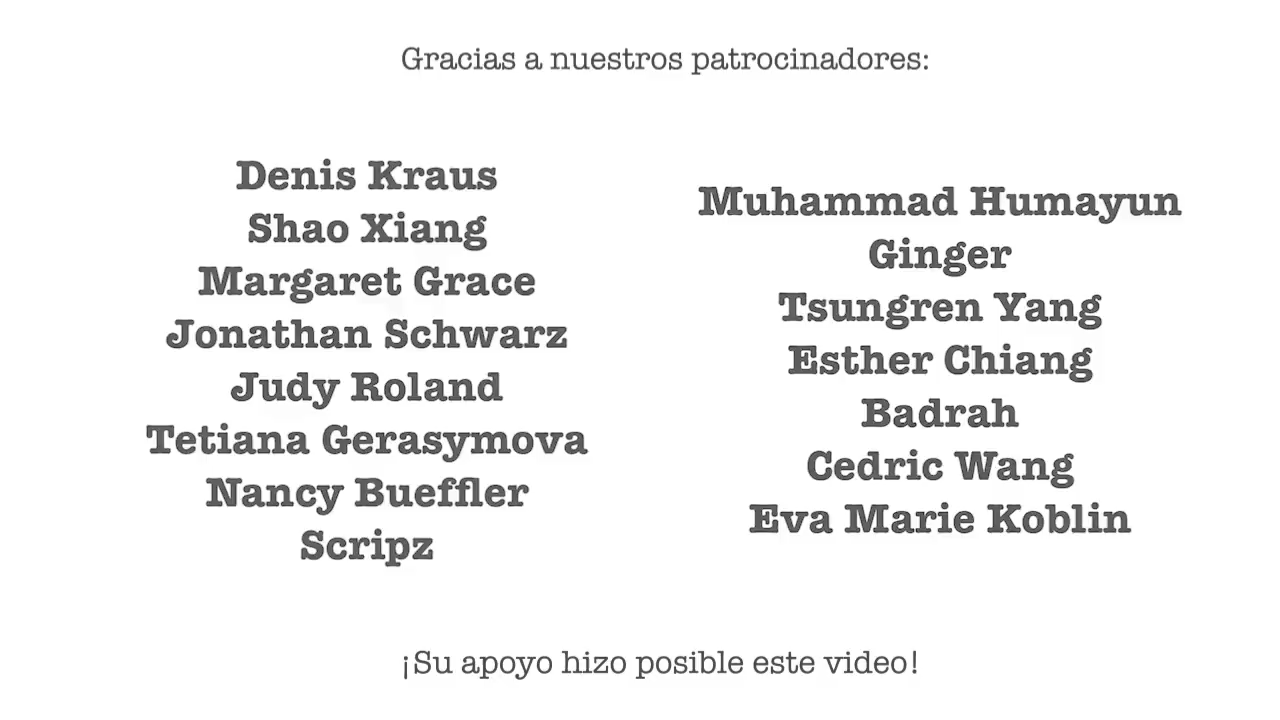 Gracias a nuestros patrocinadores:
Denis Kraus
Shao Xiang
Margaret Grace
Jonathan Schwarz
Judy Roland
Tetiana Gerasymova
Nancy Bueffler
Scripz
Muhammad Humayun
Ginger
Tsungren Yang
Esther Chiang
Badrah
Cedric Wang
Eva Marie Koblin
¡Su apoyo hizo posible este video!